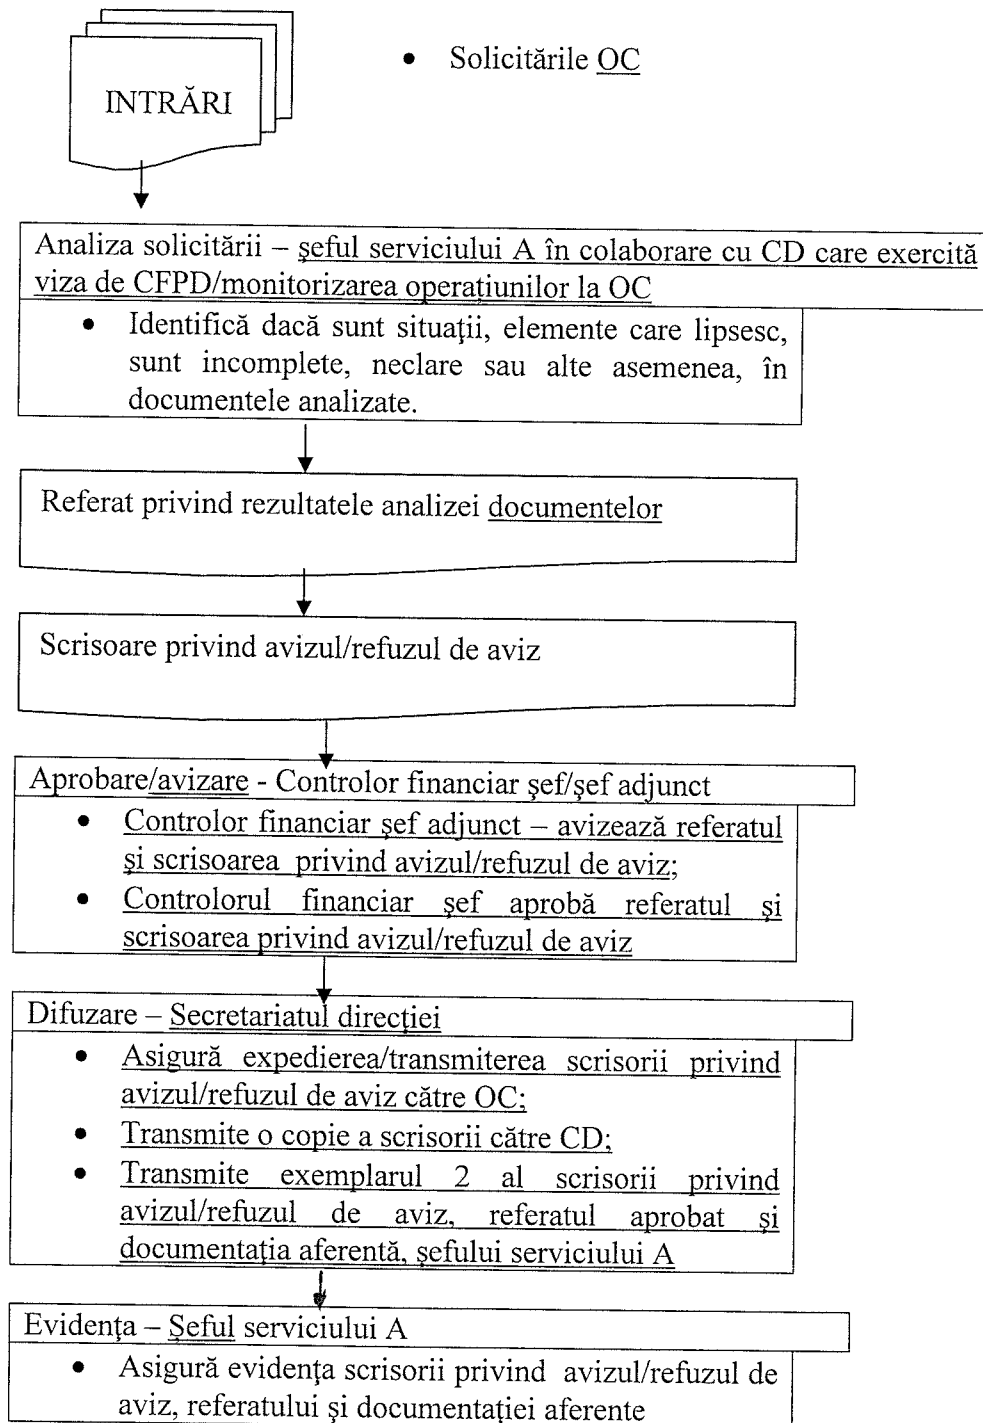 INTRĂRI
• Solicitările OC
Analiza solicitării – şeful serviciului A în colaborare cu CD care exercită
viza de CFPD/monitorizarea operaţiunilor la OC
• Identifică dacă sunt situaţii, elemente care lipsesc,
sunt incomplete, neclare sau alte asemenea, în
documentele analizate.
Referat privind rezultatele analizei documentelor
Scrisoare privind avizul/refuzul de aviz
Aprobare/avizare - Controlor financiar şef/şef adjunct
• Controlor financiar şef adjunct – avizează referatul
şi scrisoarea privind avizul/refuzul de aviz;
• Controlorul financiar şef aprobă referatul şi
scrisoarea privind avizul/refuzul de aviz
Difuzare – Secretariatul direcţiei
• Asigură expedierea/transmiterea scrisorii privind
avizul/refuzul de aviz către OC;
• Transmite o copie a scrisorii către CD;
• Transmite exemplarul 2 al scrisorii privind
avizul/refuzul de aviz, referatul aprobat şi
documentaţia aferentă, şefului serviciului A
Evidenţa – Şeful serviciului A
• Asigură evidenţa scrisorii privind avizul/refuzul de
aviz, referatului şi documentaţiei aferente